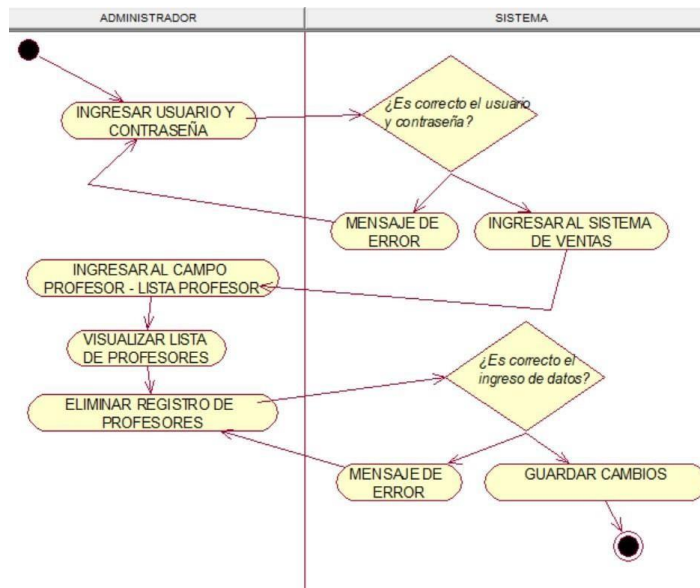 ADMINISTRADOR
SISTEMA
INGRESAR USUARIO Y
CONTRASEÑA
¿Es correcto el usuario
y contraseña?
MENSAJE DE
ERROR
INGRESAR AL SISTEMA
DE VENTAS
INGRESAR AL CAMPO
PROFESOR - LISTA PROFESOR
VISUALIZAR LISTA
DE PROFESORES
¿Es correcto el
ingreso de datos?
ELIMINAR REGISTRO DE
PROFESORES
MENSAJE DE
ERROR
GUARDAR CAMBIOS